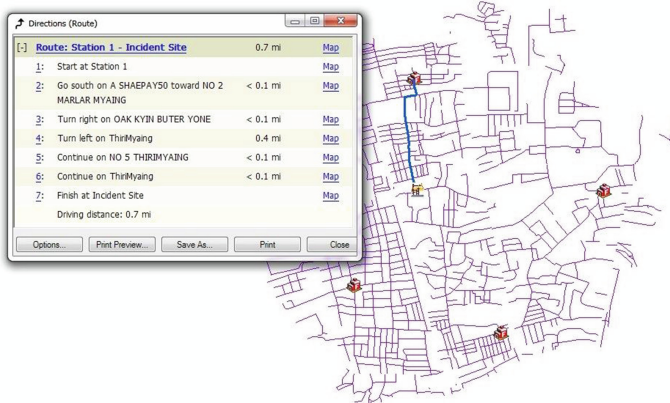 Directions (Route)
[-] Route: Station 1 - Incident Site 0.7 mi Map
1: Start at Station 1 Map
2: Go south on A SHAEPAY50 toward NO 2 < 0.1 mi Map
MARLAR MYAING
3: Turn right on OAK KYIN BUTER YONE < 0.1 mi Map
4: Turn left on ThiriMyaing 0.4 mi Map
5: Continue on NO 5 THIRIMYAING < 0.1 mi Map
6: Continue on ThirMyaing < 0.1 mi Map
7: Finish at Incident Site Map
Driving distance: 0.7 mi
Options... Print Preview... Save As... Print Close